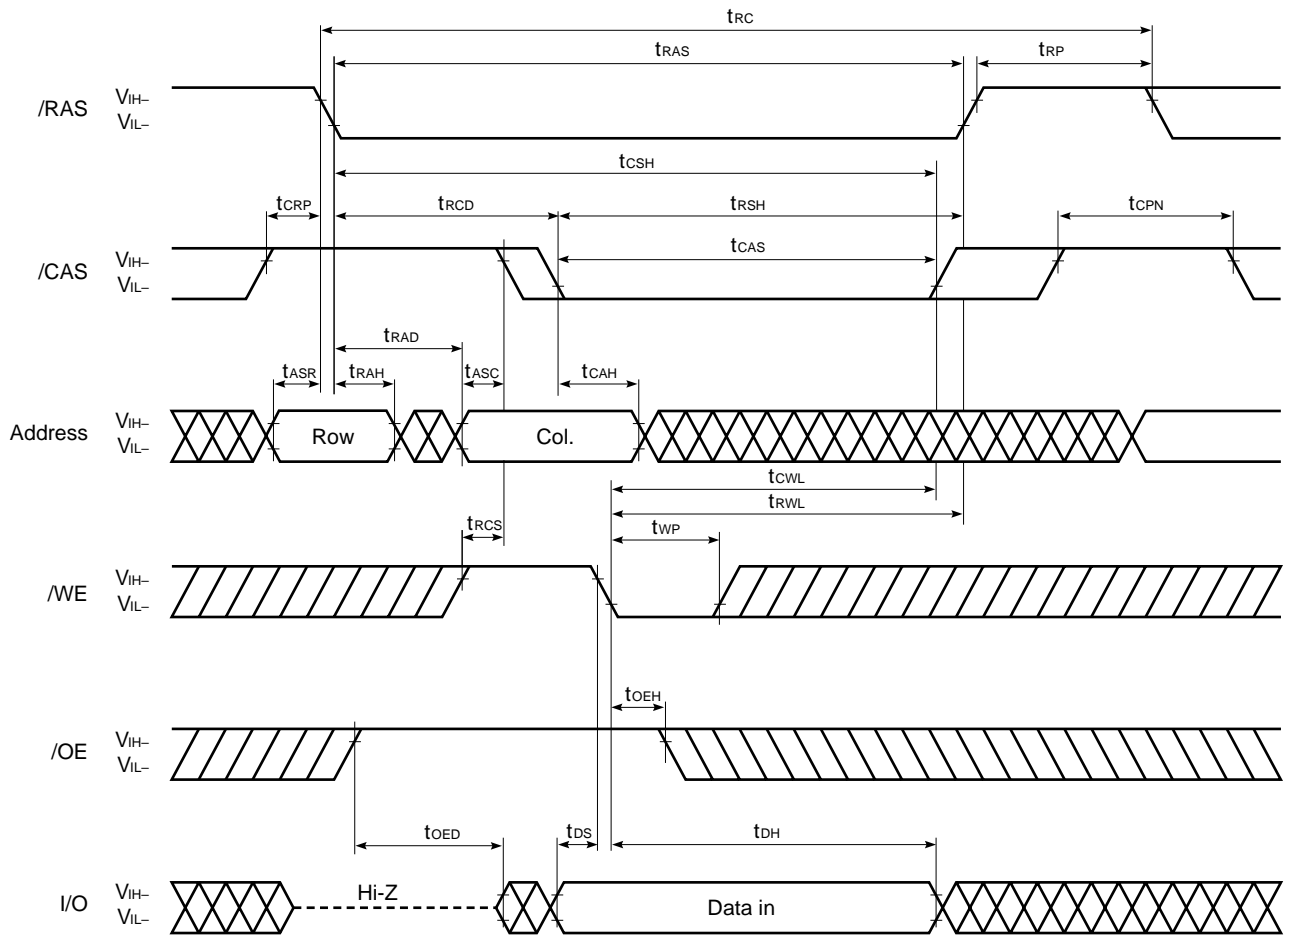 tRC
tRAS tRP
/RAS VIH–
VIL–
tCSH
tCRP tRCD tRSH tCPN
tCAS
/CAS VIH–
VIL–
tRAD
tASR tRAH tASC tCAH
Address VIH–
VIL–
Row Col.
tCWL
tRWL
tRCS tWP
/WE VIH–
VIL–
tOEH
/OE VIH–
VIL–
tOED tDS tDH
I/O VIH–
VIL–
Hi-Z Data in